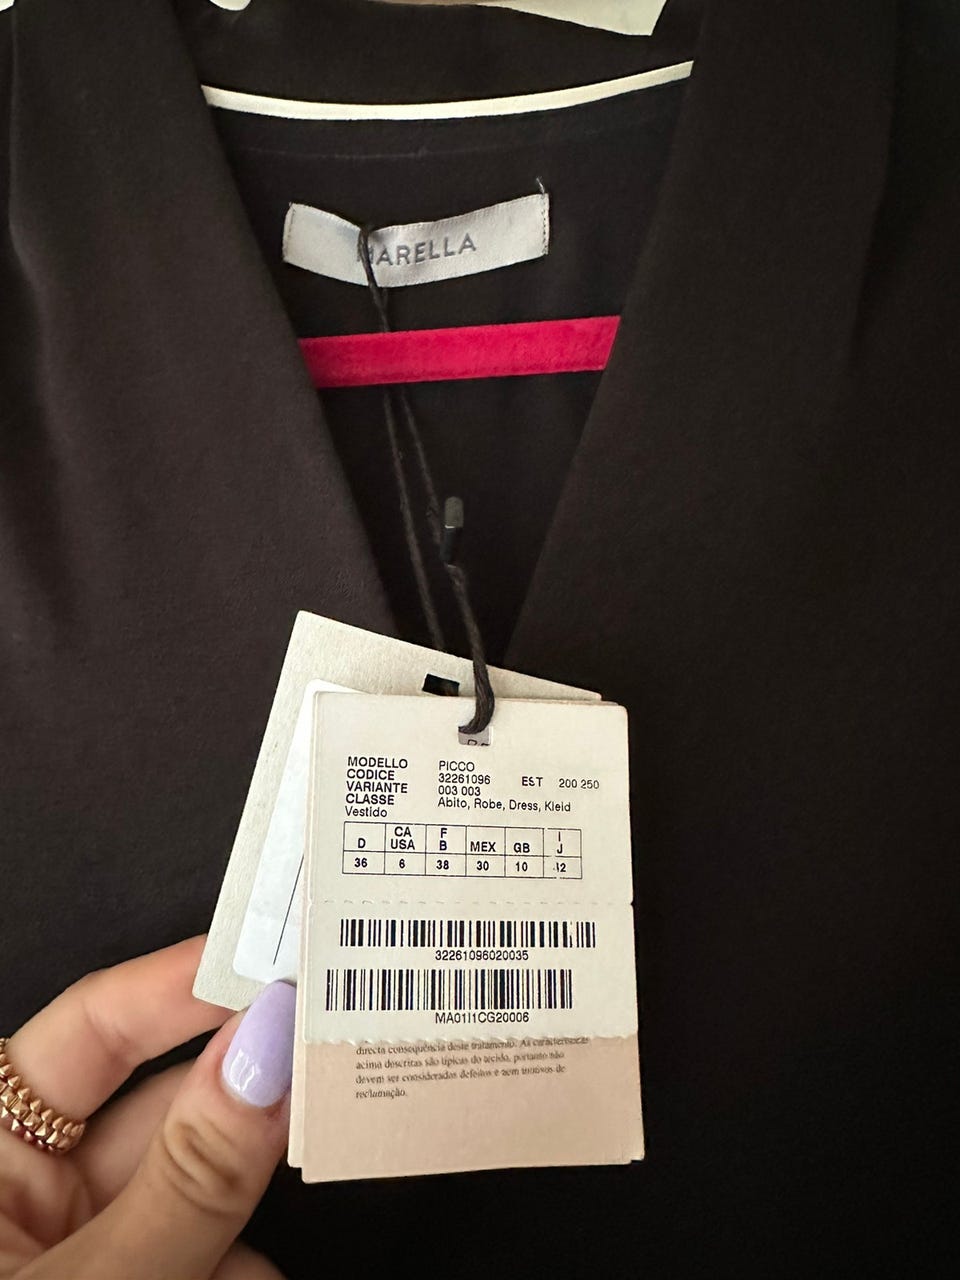 MARELLA
MODELLO PICCO
CODICE 32261096 EST 200 250
VARIANTE 003 003
CLASSE Abito, Robe, Dress, Kleid
Vestido
D CA USA F B MEX GB I J
36 6 38 30 10 42
32261096020035
MA01I1CG20006
directa consequência deste tratamento. As características
acima descritas são típicas do tecido, portanto não
devem ser consideradas defeitos e nem motivos de
reclamação.